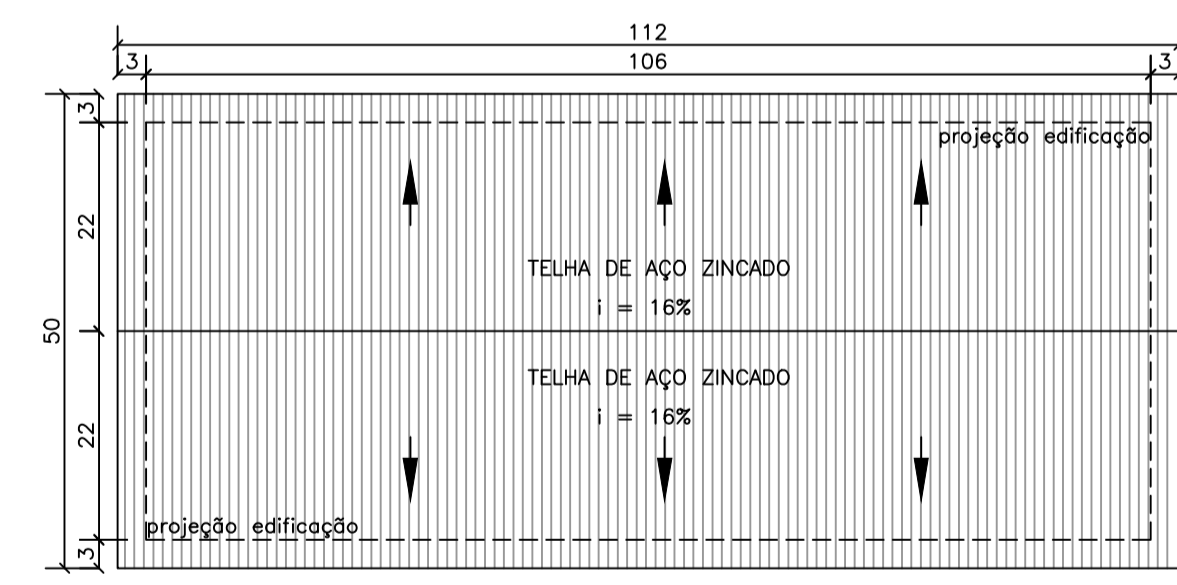 112
3
106
3
3
projeção edificação
22
TELHA DE AÇO ZINCADO
i = 16%
50
TELHA DE AÇO ZINCADO
i = 16%
22
projeção edificação
3